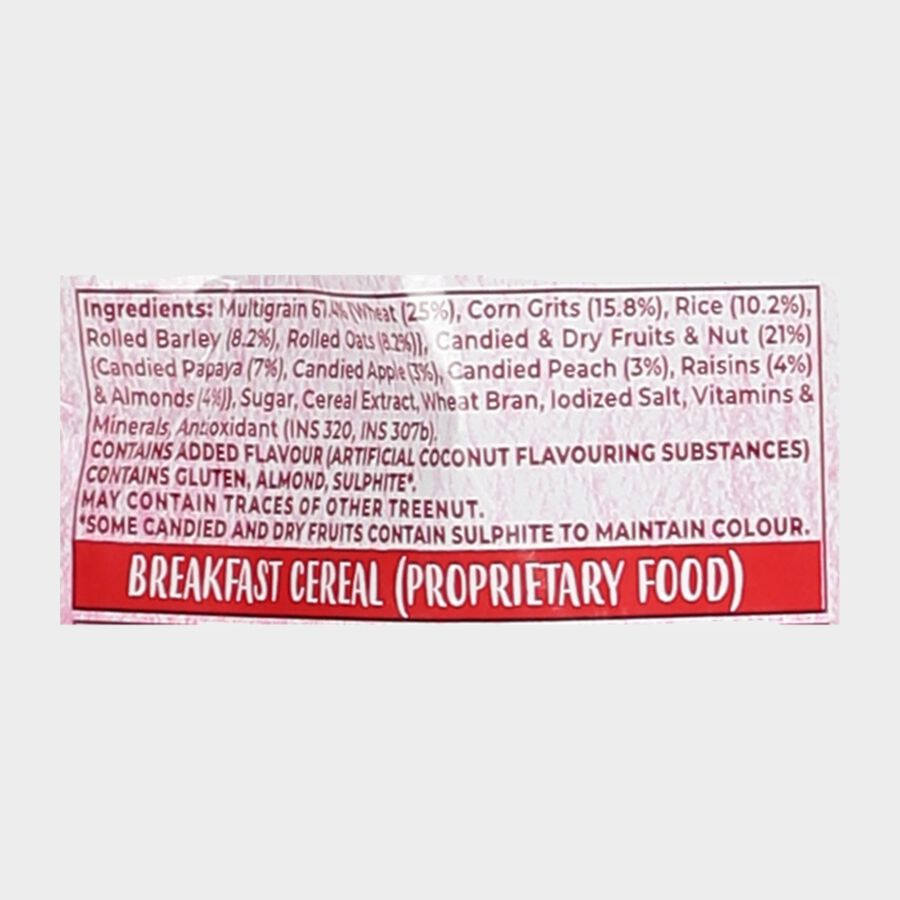 Ingredients: Multigrain 67.4% {Wheat (25%), Corn Grits (15.8%), Rice (10.2%),
Rolled Barley (8.2%), Rolled Oats (8.2%)}, Candied & Dry Fruits & Nut (21%)
{Candied Papaya (7%), Candied Apple (3%), Candied Peach (3%), Raisins (4%)
& Almonds (4%)}, Sugar, Cereal Extract, Wheat Bran, Iodized Salt, Vitamins &
Minerals, Antioxidant (INS 320, INS 307b).
CONTAINS ADDED FLAVOUR (ARTIFICIAL COCONUT FLAVOURING SUBSTANCES)
CONTAINS GLUTEN, ALMOND, SULPHITE*.
MAY CONTAIN TRACES OF OTHER TREENUT.
*SOME CANDIED AND DRY FRUITS CONTAIN SULPHITE TO MAINTAIN COLOUR.
BREAKFAST CEREAL (PROPRIETARY FOOD)